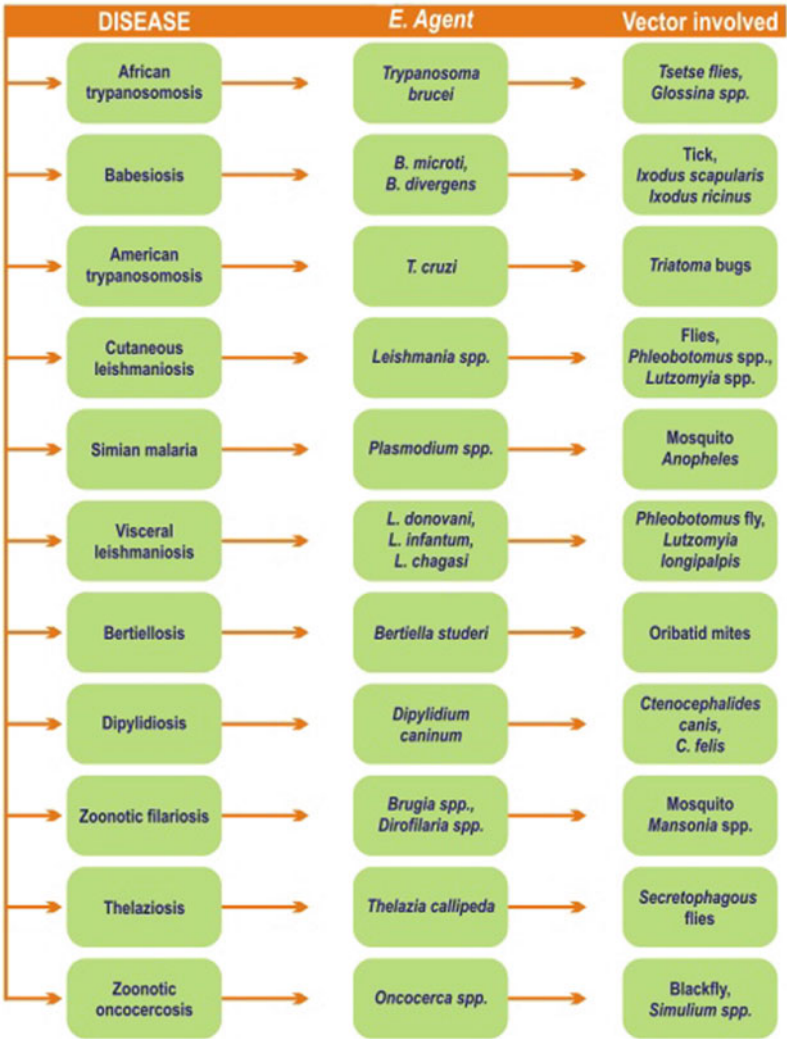 DISEASE E. Agent Vector involved
African
trypanosomosis
Trypanosoma
brucei
Tsetse flies,
Glossina spp.
Babesiosis
B. microti,
B. divergens
Tick,
Ixodus scapularis
Ixodus ricinus
American
trypanosomosis
T. cruzi
Triatoma bugs
Cutaneous
leishmaniosis
Leishmania spp.
Flies,
Phleobotomus spp.,
Lutzomyia spp.
Simian malaria
Plasmodium spp.
Mosquito
Anopheles
Visceral
leishmaniosis
L. donovani,
L. infantum,
L. chagasi
Phleobotomus fly,
Lutzomyia
longipalpis
Bertiellosis
Bertiella studeri
Oribatid mites
Dipylidiosis
Dipylidium
caninum
Ctenocephalides
canis,
C. felis
Zoonotic filariosis
Brugia spp.,
Dirofilaria spp.
Mosquito
Mansonia spp.
Thelaziosis
Thelazia callipeda
Secretophagous
flies
Zoonotic
oncocercosis
Oncocerca spp.
Blackfly,
Simulium spp.